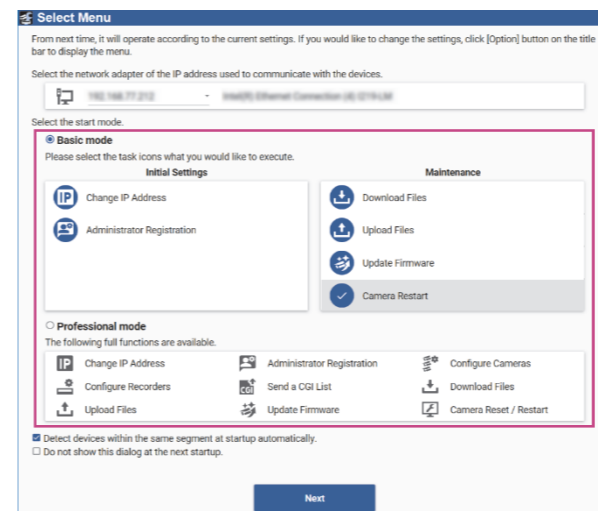 Select Menu
From next time, it will operate according to the current settings. If you would like to change the settings, click [Option] button on the title
bar to display the menu.
Select the network adapter of the IP address used to communicate with the devices.
Select the start mode.
Basic mode
Please select the task icons what you would like to execute.
Initial Settings
Maintenance
IP Change IP Address
Download Files
Administrator Registration
Upload Files
Update Firmware
Camera Restart
Professional mode
The following full functions are available.
IP Change IP Address
Administrator Registration
Configure Cameras
Configure Recorders
CGI Send a CGI List
Download Files
Upload Files
Update Firmware
Camera Reset / Restart
Detect devices within the same segment at startup automatically.
Do not show this dialog at the next startup.
Next